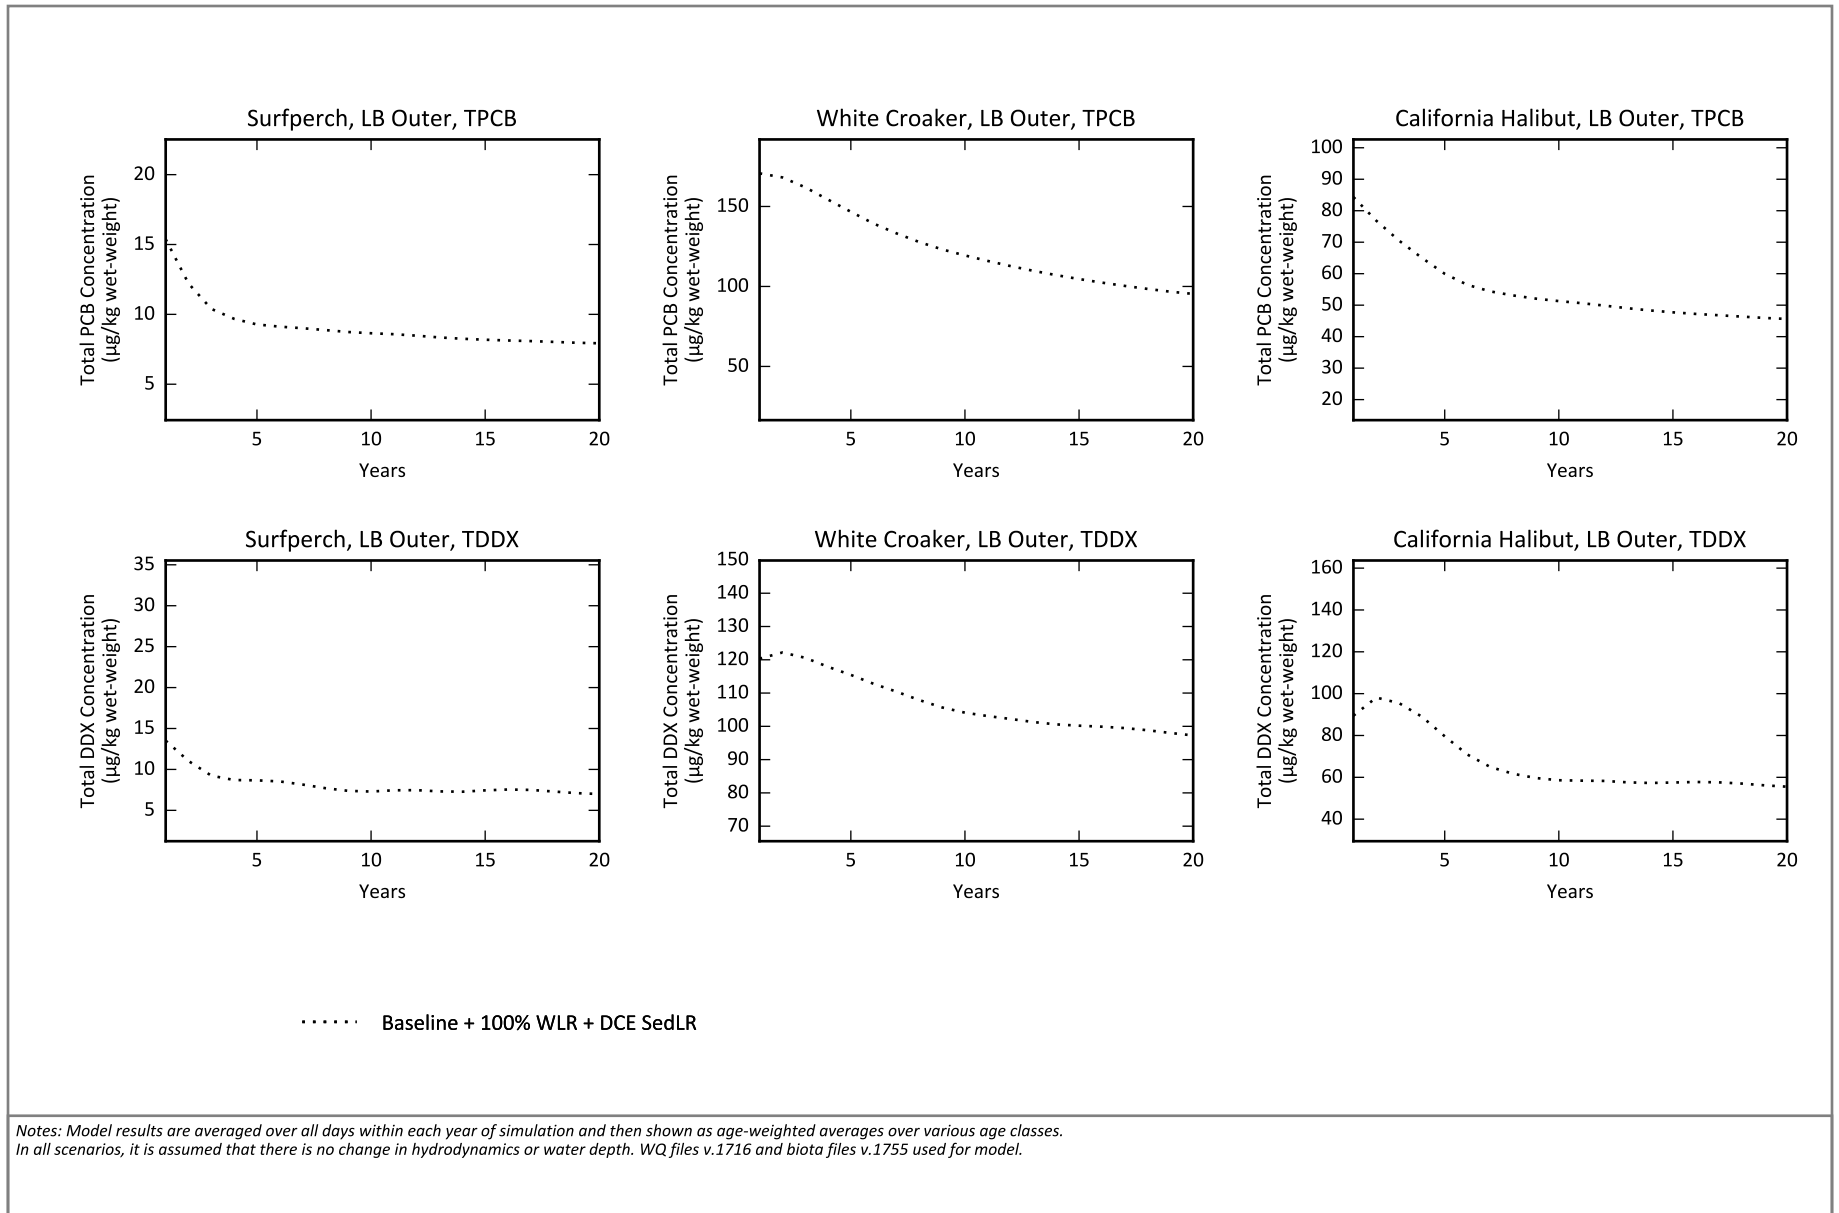 Surfperch, LB Outer, TPCB
Total PCB Concentration
(µg/kg wet-weight)
20
15
10
5
5 10 15 20
Years
White Croaker, LB Outer, TPCB
Total PCB Concentration
(µg/kg wet-weight)
150
100
50
5 10 15 20
Years
California Halibut, LB Outer, TPCB
Total PCB Concentration
(µg/kg wet-weight)
100
90
80
70
60
50
40
30
20
5 10 15 20
Years
Surfperch, LB Outer, TDDX
Total DDX Concentration
(µg/kg wet-weight)
35
30
25
20
15
10
5
5 10 15 20
Years
White Croaker, LB Outer, TDDX
Total DDX Concentration
(µg/kg wet-weight)
150
140
130
120
110
100
90
80
70
5 10 15 20
Years
California Halibut, LB Outer, TDDX
Total DDX Concentration
(µg/kg wet-weight)
160
140
120
100
80
60
40
5 10 15 20
Years
Baseline + 100% WLR + DCE SedLR
Notes: Model results are averaged over all days within each year of simulation and then shown as age-weighted averages over various age classes.
In all scenarios, it is assumed that there is no change in hydrodynamics or water depth. WQ files v.1716 and biota files v.1755 used for model.